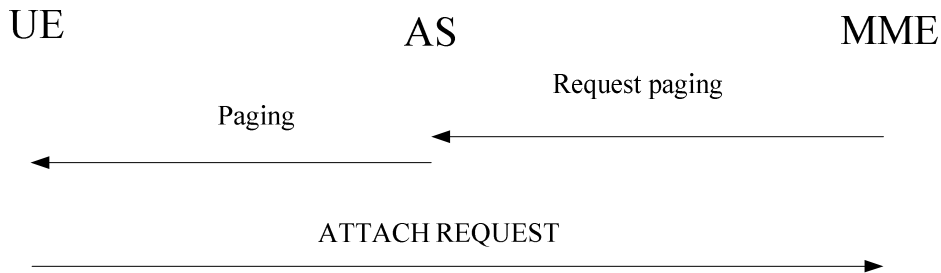 UE
AS
MME
Request paging
Paging
ATTACH REQUEST